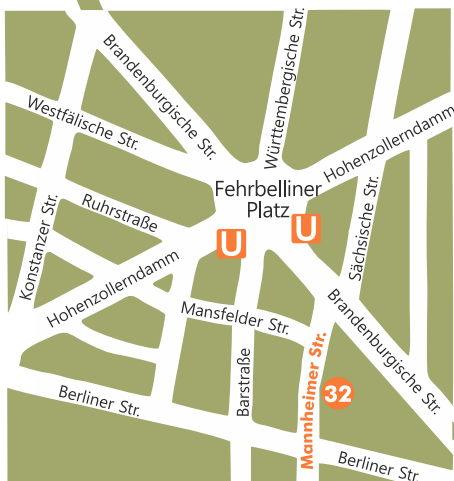 Brandenburgische Str.
Württembergische Str.
Westfälische Str.
Hohenzollerndamm
Fehrbelliner
Platz
Ruhrstraße
Konstanzer Str.
Sächsische Str.
U
U
Hohenzollerndamm
Mansfelder Str.
Brandenburgische Str.
Barstraße
Mannheimer Str.
32
Berliner Str.
Berliner Str.